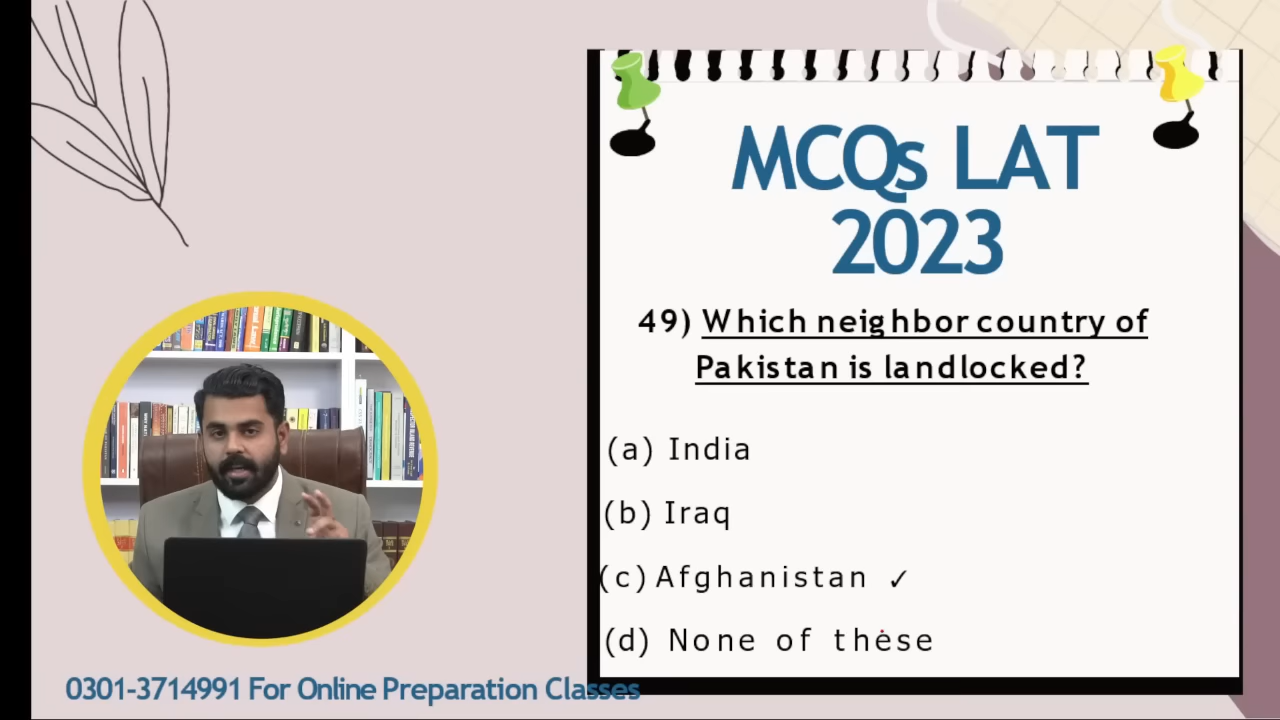 MCQs LAT
2023
49) Which neighbor country of
Pakistan is landlocked?
(a) India
(b) Iraq
(c) Afghanistan ✓
(d) None of these
0301-3714991 For Online Preparation Classes